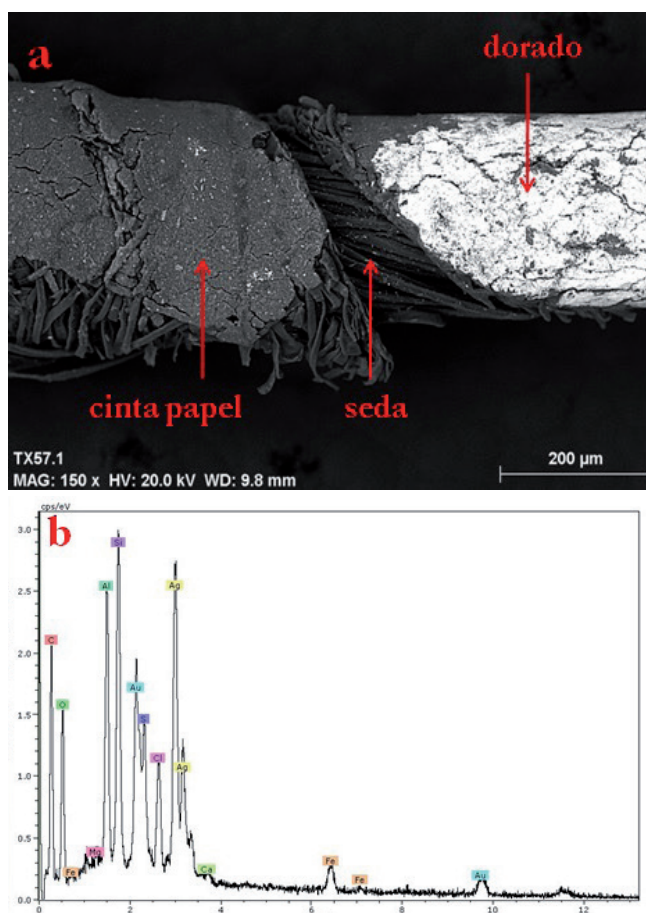 a
dorado
cinta papel
seda
TX57.1
MAG: 150 x HV: 20.0 kV WD: 9.8 mm
200 µm
cps/eV
b
3.0
Si
Al
Ag
2.5
C
2.0
Au
O
S
1.5
Cl
Ag
1.0
0.5
Fe
Mg
Ca
Fe
Fe
Au
0.0
0
2
4
6
8
10
12